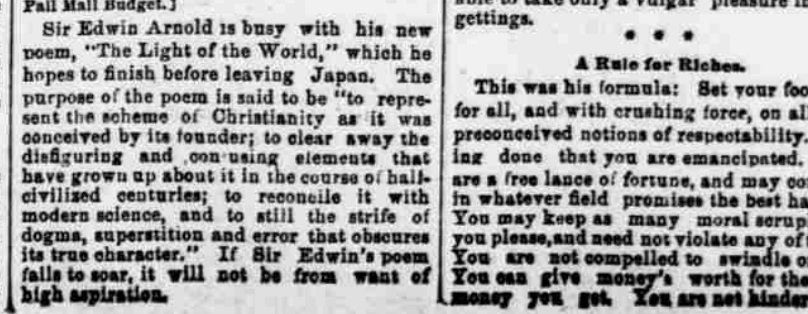 Pall Mall Budget.]
Sir Edwin Arnold is busy with his new
poem, "The Light of the World," which he
hopes to finish before leaving Japan. The
purpose of the poem is said to be "to repre-
sent the scheme of Christianity as it was
conceived by its founder; to clear away the
disfiguring and con using elements that
have grown up about it in the course of half-
civilized centuries; to reconcile it with
modern science, and to still the strife of
dogma, superstition and error that obscures
its true character." If Sir Edwin's poem
fails to soar, it will not be from want of
high aspiration.
able to take only a vulgar pleasure in
gettings.
* * *
A Rule for Riches.
This was his formula: Set your foo
for all, and with crushing force, on al
preconceived notions of respectability.
ing done that you are emancipated.
are a free lance of fortune, and may co
in whatever field promises the best ha
You may keep as many moral scrup
you please, and need not violate any of
You are not compelled to swindle o
You can give money's worth for the
money you get. You are not hinder